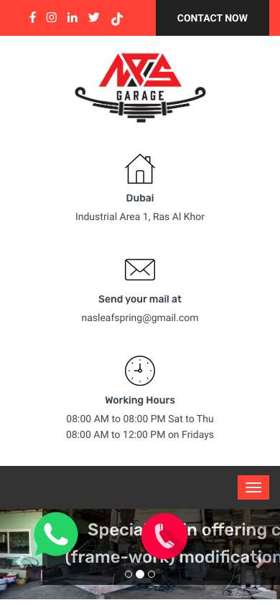 CONTACT NOW
NAS
GARAGE
Dubai
Industrial Area 1, Ras Al Khor
Send your mail at
nasleafspring@gmail.com
Working Hours
08:00 AM to 08:00 PM Sat to Thu
08:00 AM to 12:00 PM on Fridays
in offering
(frame-work) modification